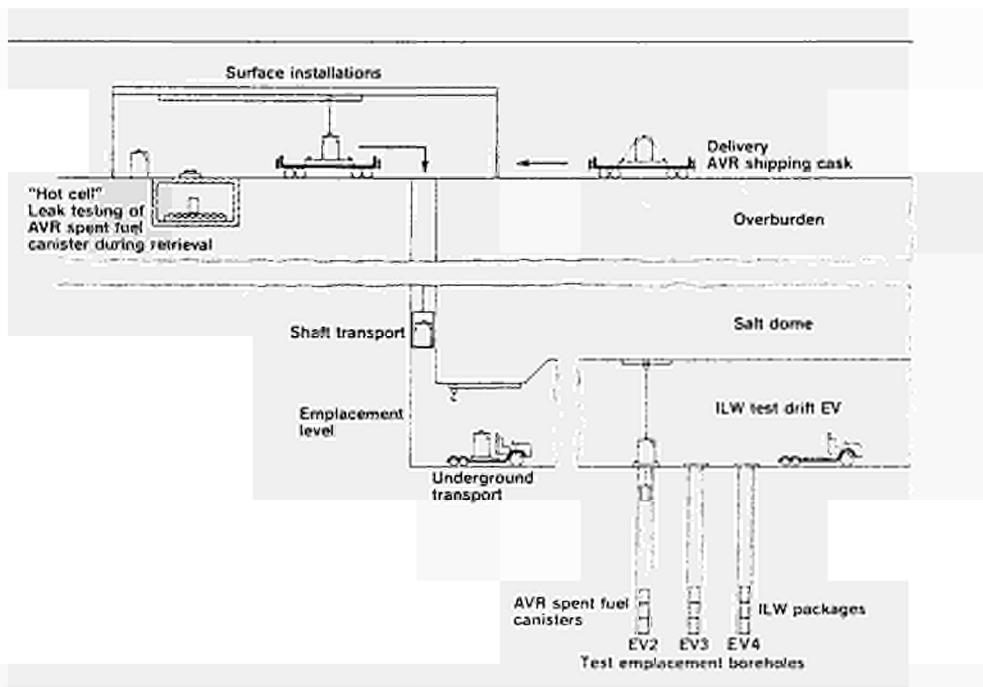 Surface installations
Delivery
AVR shipping cask
"Hot cell"
Leak testing of
AVR spent fuel
canister during retrieval
Overburden
Shaft transport
Salt dome
Emplacement
level
ILW test drift EV
Underground
transport
AVR spent fuel
canisters
ILW packages
EV2 EV3 EV4
Test emplacement boreholes